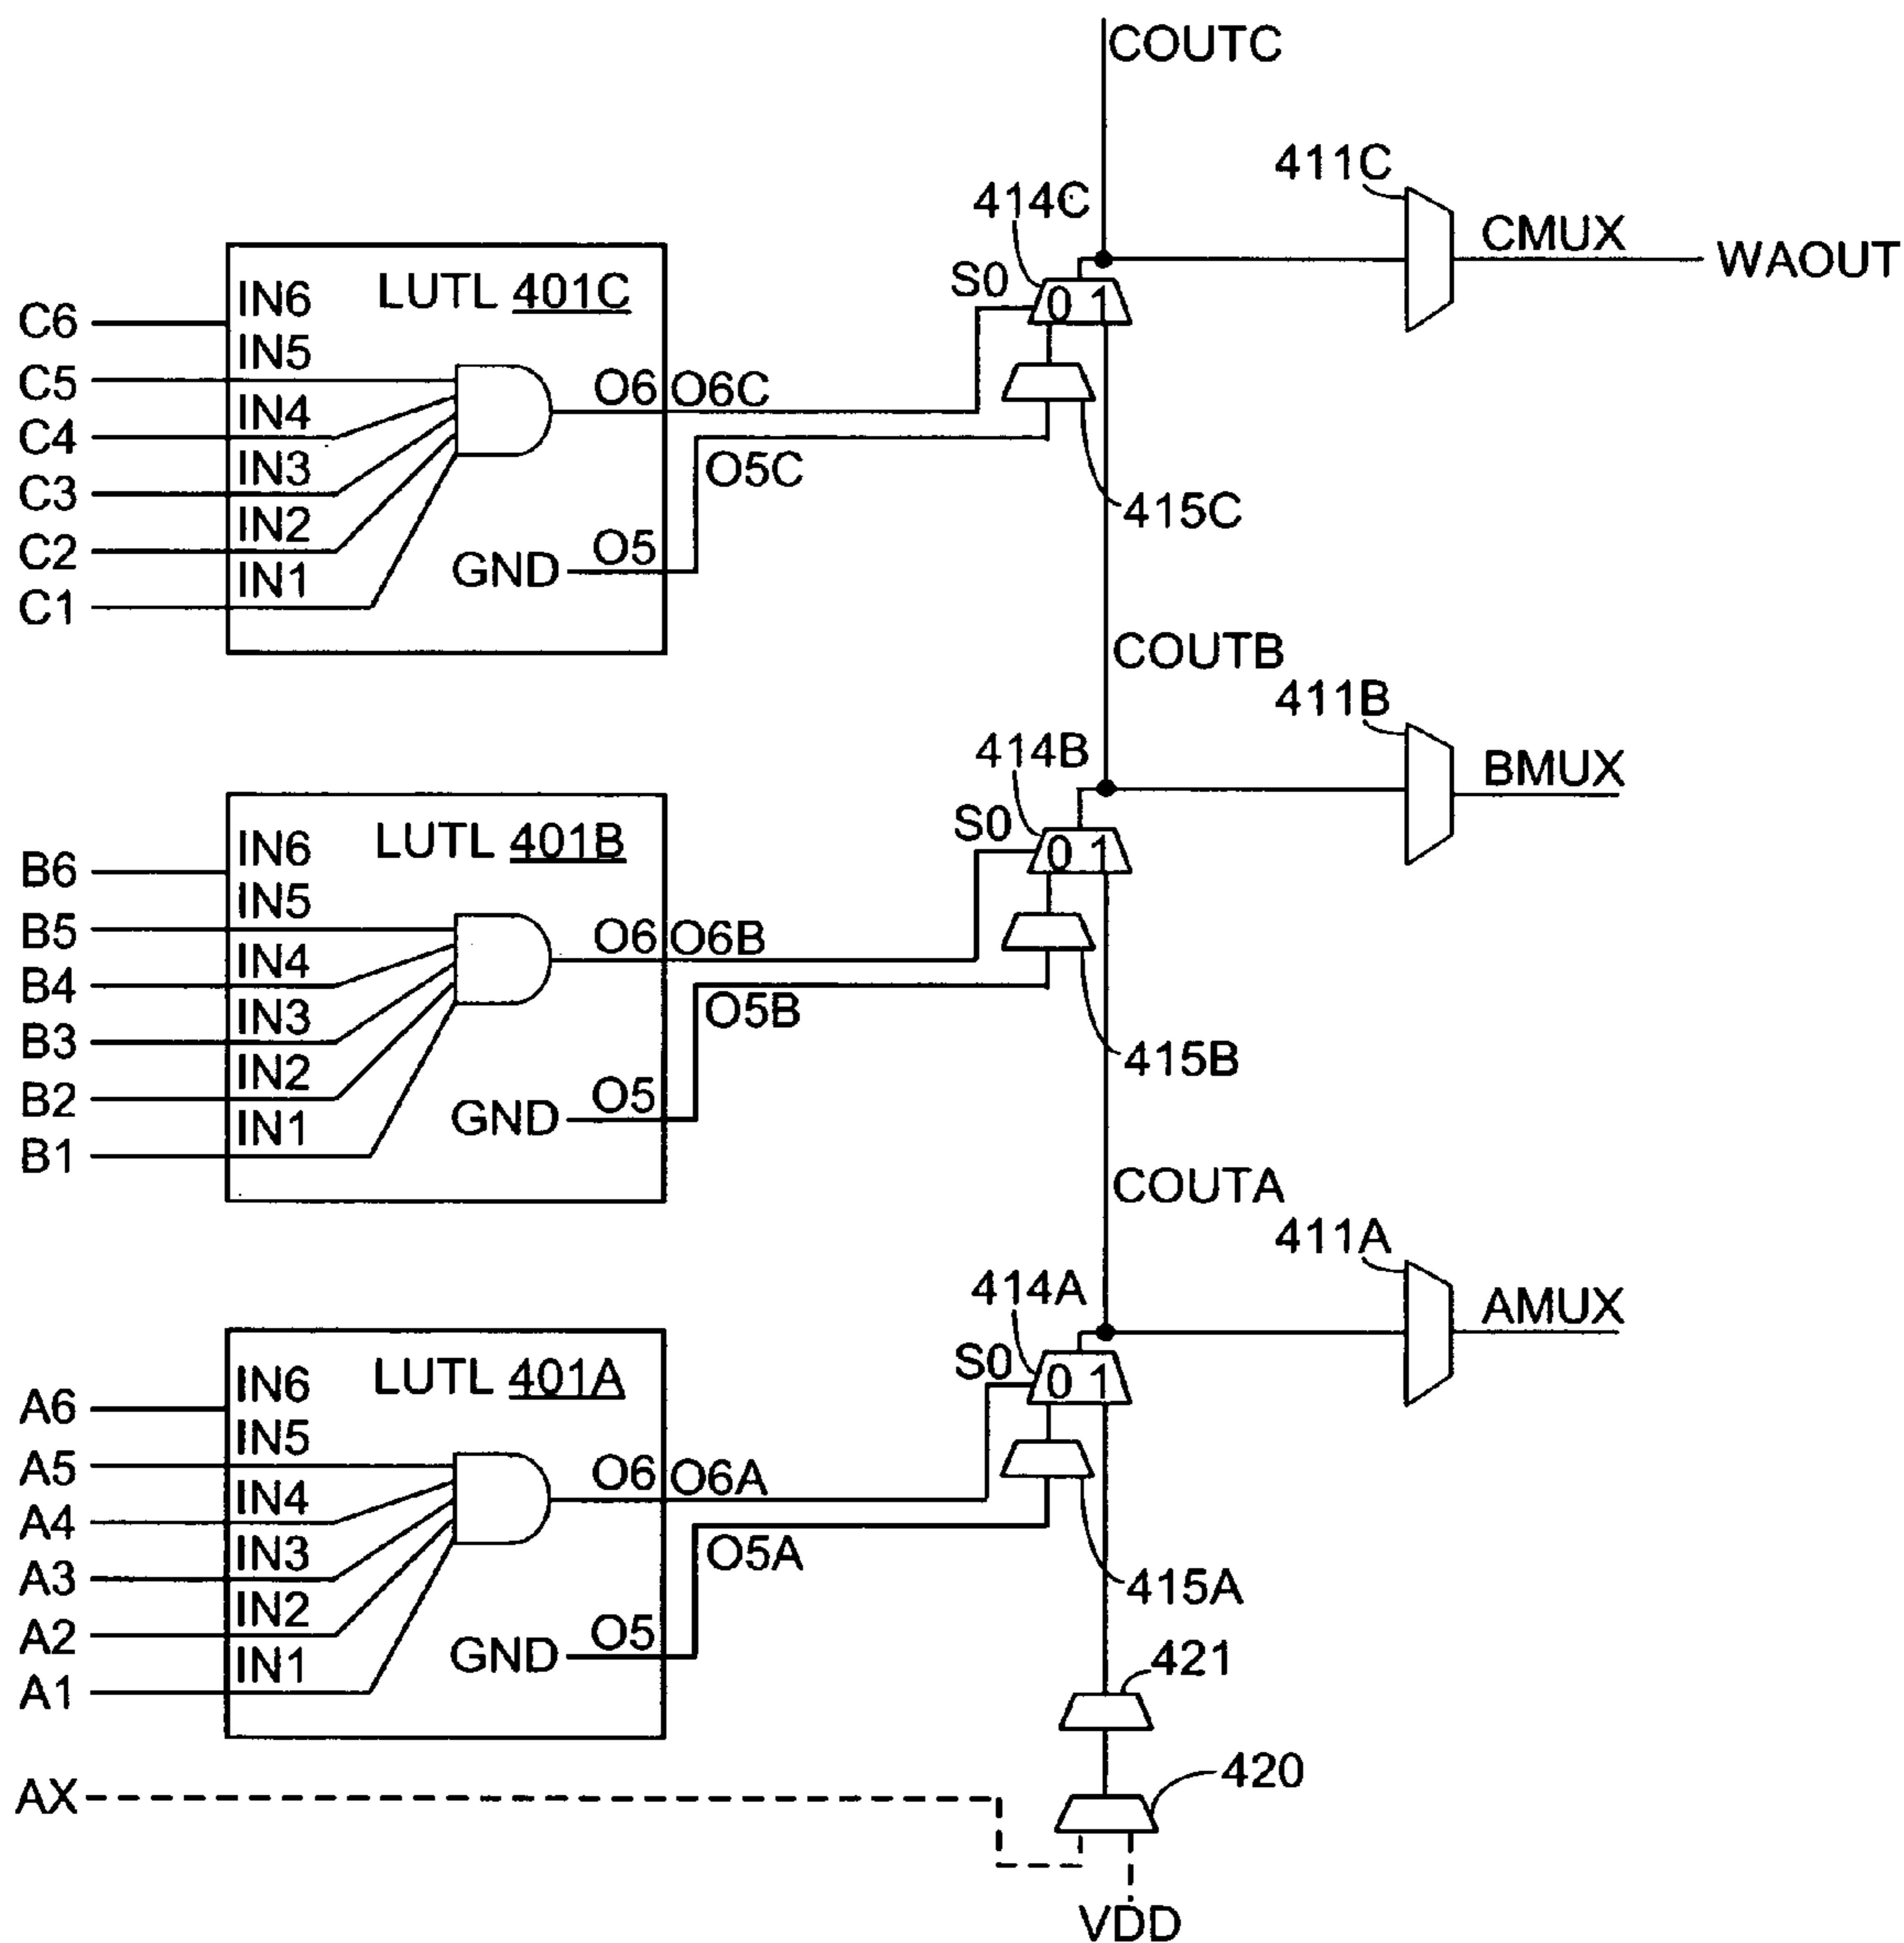 COUTC
411C
414C
CMUX
WAOUT
S0
0 1
LUTL 401C
C6
IN6
IN5
C5
IN4
C4
IN3
C3
IN2
C2
IN1
C1
O6
O6C
O5C
GND
O5
415C
COUTB
411B
414B
BMUX
S0
0 1
LUTL 401B
B6
IN6
IN5
B5
IN4
B4
IN3
B3
IN2
B2
IN1
B1
O6
O6B
O5B
GND
O5
415B
COUTA
411A
414A
AMUX
S0
0 1
LUTL 401A
A6
IN6
IN5
A5
IN4
A4
IN3
A3
IN2
A2
IN1
A1
O6
O6A
O5A
GND
O5
415A
421
420
AX
VDD